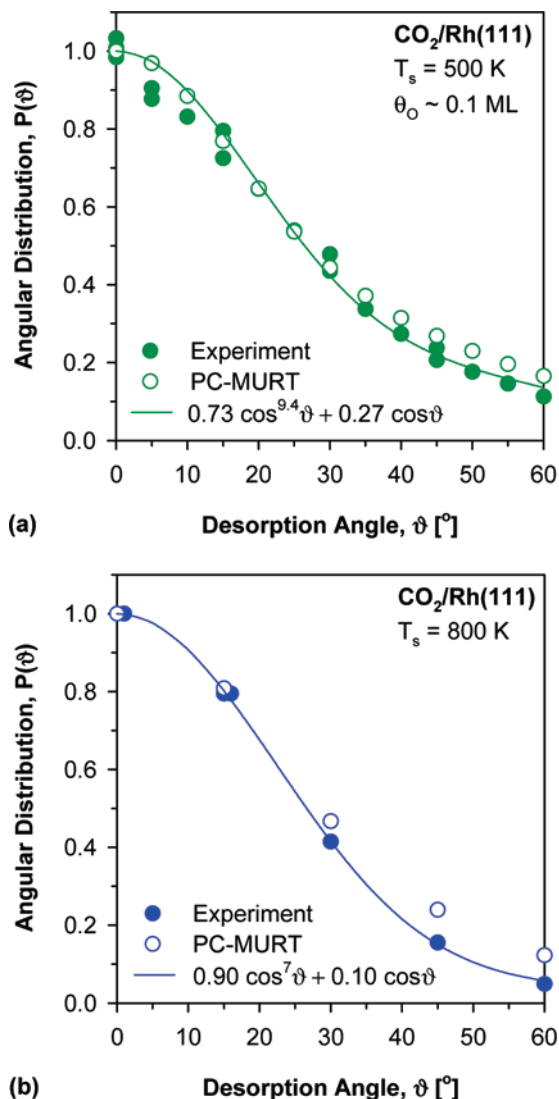 CO₂/Rh(111)
Tₛ = 500 K
θ_O ~ 0.1 ML
Angular Distribution, P(ϑ)
1.0
0.8
0.6
0.4
0.2
0.0
Experiment
PC-MURT
0.73 cos^9.4ϑ + 0.27 cosϑ
0 10 20 30 40 50 60
(a) Desorption Angle, ϑ [°]
CO₂/Rh(111)
Tₛ = 800 K
Angular Distribution, P(ϑ)
1.0
0.8
0.6
0.4
0.2
0.0
Experiment
PC-MURT
0.90 cos⁷ϑ + 0.10 cosϑ
0 10 20 30 40 50 60
(b) Desorption Angle, ϑ [°]